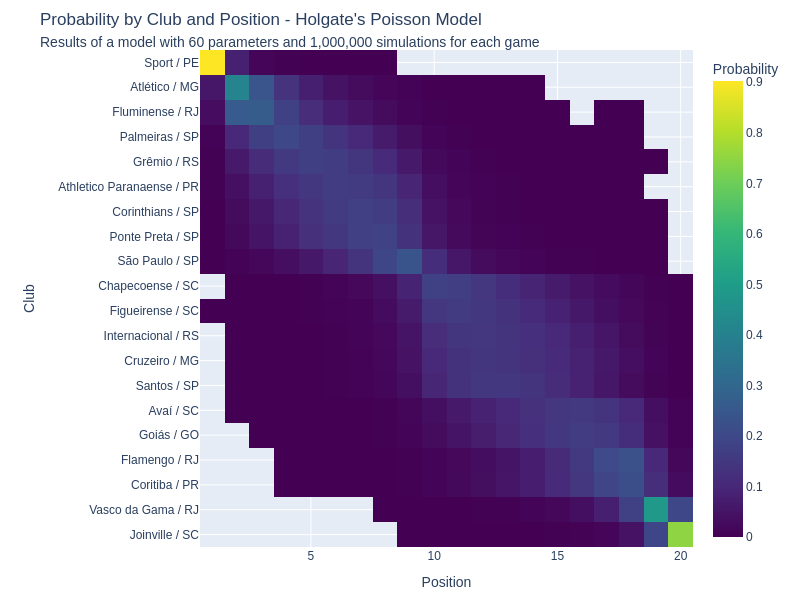 Probability by Club and Position - Holgate's Poisson Model
Results of a model with 60 parameters and 1,000,000 simulations for each game
Probability
Sport / PE
Atlético / MG
Fluminense / RJ
Palmeiras / SP
Grêmio / RS
Athletico Paranaense / PR
Corinthians / SP
Ponte Preta / SP
São Paulo / SP
Chapecoense / SC
Figueirense / SC
Internacional / RS
Cruzeiro / MG
Santos / SP
Avaí / SC
Goiás / GO
Flamengo / RJ
Coritiba / PR
Vasco da Gama / RJ
Joinville / SC
Club
5
10
15
20
Position
0.9
0.8
0.7
0.6
0.5
0.4
0.3
0.2
0.1
0